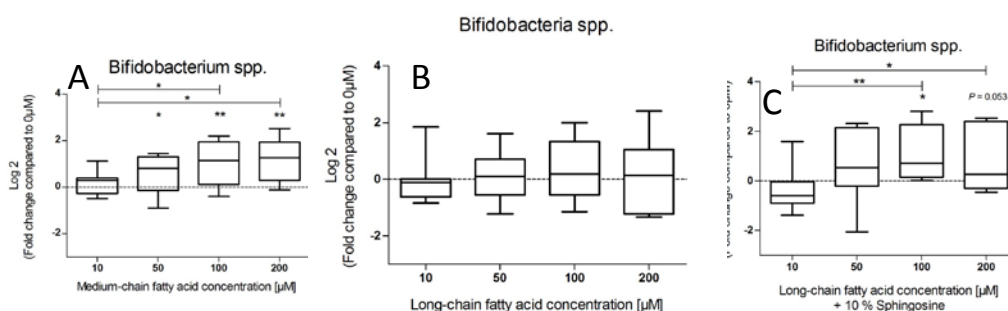 A
Bifidobacterium spp.
*
*
* ** **
4
2
0
-2
Log 2
(Fold change compared to 0µM)
10 50 100 200
Medium-chain fatty acid concentration [µM]
Bifidobacteria spp.
B
4
2
0
-2
Log 2
(Fold change compared to 0µM)
10 50 100 200
Long-chain fatty acid concentration [µM]
Bifidobacterium spp.
C
*
**
*
P = 0.053
4
2
0
-2
10 50 100 200
Long-chain fatty acid concentration [µM]
+ 10 % Sphingosine